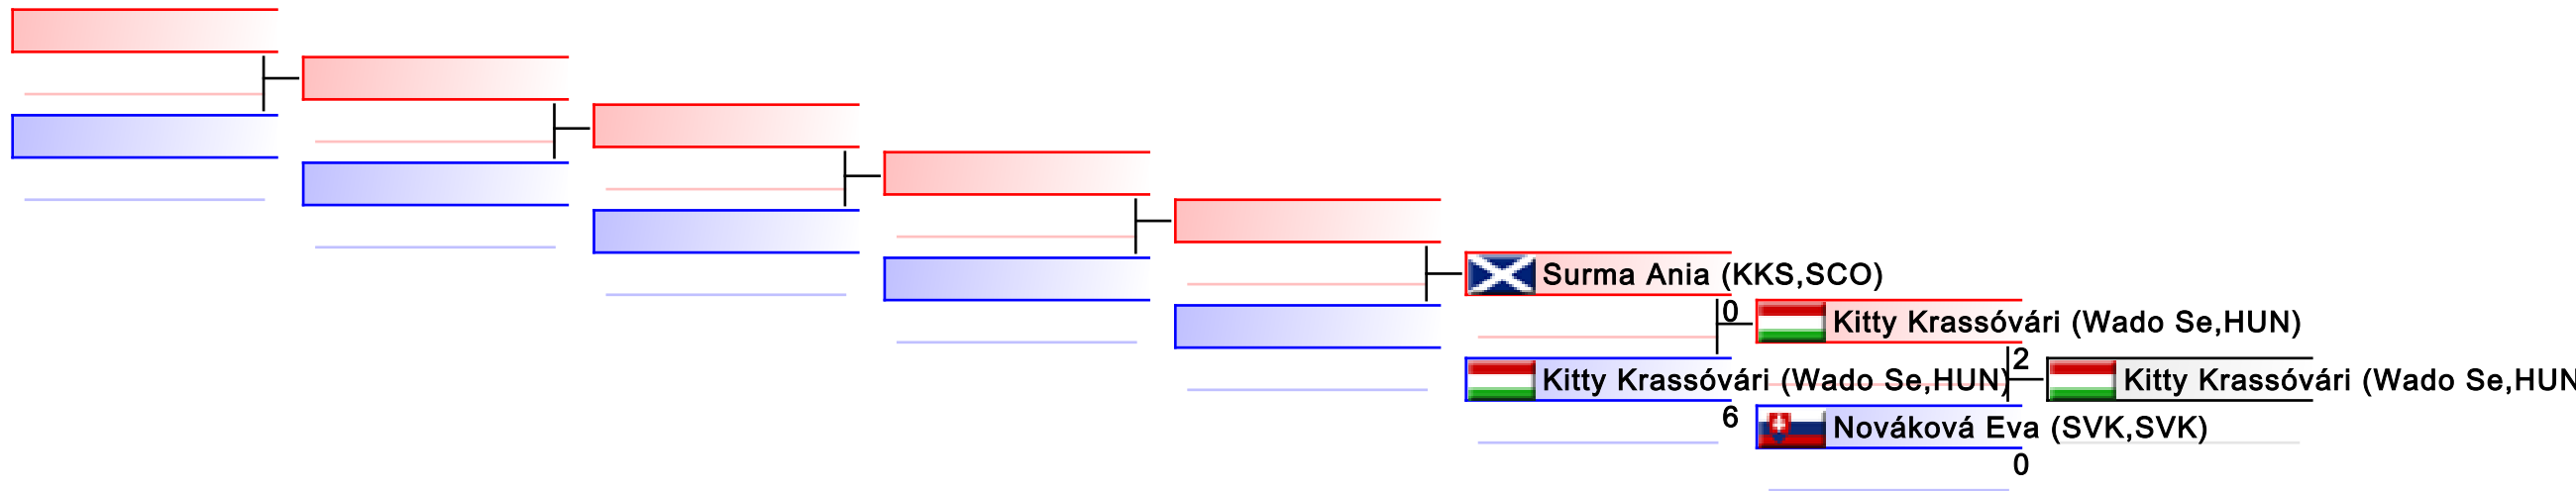 Surma Ania (KKS,SCO)
0
Kitty Krassóvári (Wado Se,HUN)
Kitty Krassóvári (Wado Se,HUN)
6
2
Kitty Krassóvári (Wado Se,HUN
Nováková Eva (SVK,SVK)
0